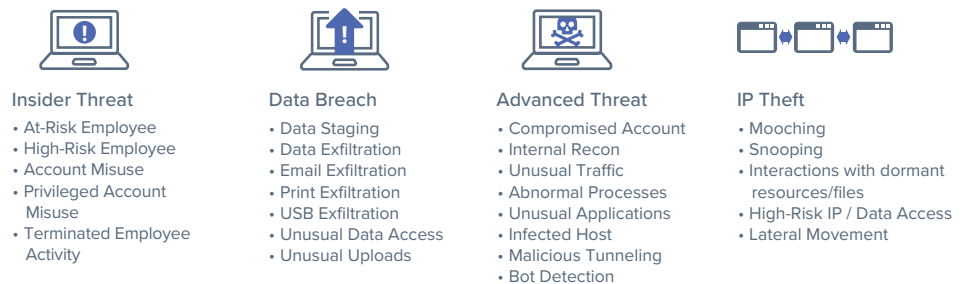 Insider Threat
• At-Risk Employee
• High-Risk Employee
• Account Misuse
• Privileged Account
Misuse
• Terminated Employee
Activity
Data Breach
• Data Staging
• Data Exfiltration
• Email Exfiltration
• Print Exfiltration
• USB Exfiltration
• Unusual Data Access
• Unusual Uploads
Advanced Threat
• Compromised Account
• Internal Recon
• Unusual Traffic
• Abnormal Processes
• Unusual Applications
• Infected Host
• Malicious Tunneling
• Bot Detection
IP Theft
• Mooching
• Snooping
• Interactions with dormant
resources/files
• High-Risk IP / Data Access
• Lateral Movement